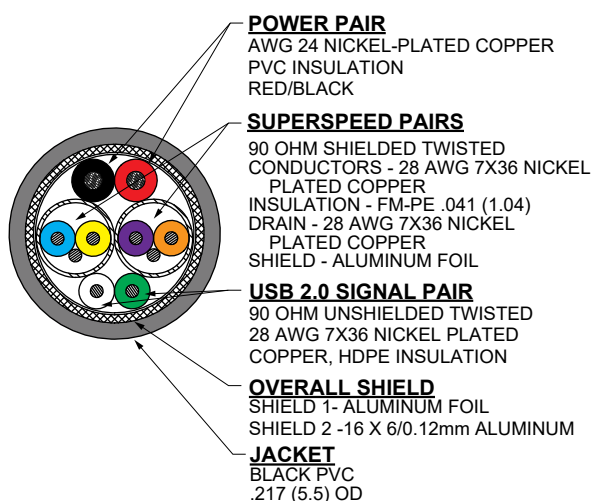 POWER PAIR
AWG 24 NICKEL-PLATED COPPER
PVC INSULATION
RED/BLACK
SUPERSPEED PAIRS
90 OHM SHIELDED TWISTED
CONDUCTORS - 28 AWG 7X36 NICKEL
PLATED COPPER
INSULATION - FM-PE .041 (1.04)
DRAIN - 28 AWG 7X36 NICKEL
PLATED COPPER
SHIELD - ALUMINUM FOIL
USB 2.0 SIGNAL PAIR
90 OHM UNSHIELDED TWISTED
28 AWG 7X36 NICKEL PLATED
COPPER, HDPE INSULATION
OVERALL SHIELD
SHIELD 1- ALUMINUM FOIL
SHIELD 2 -16 X 6/0.12mm ALUMINUM
JACKET
BLACK PVC
.217 (5.5) OD